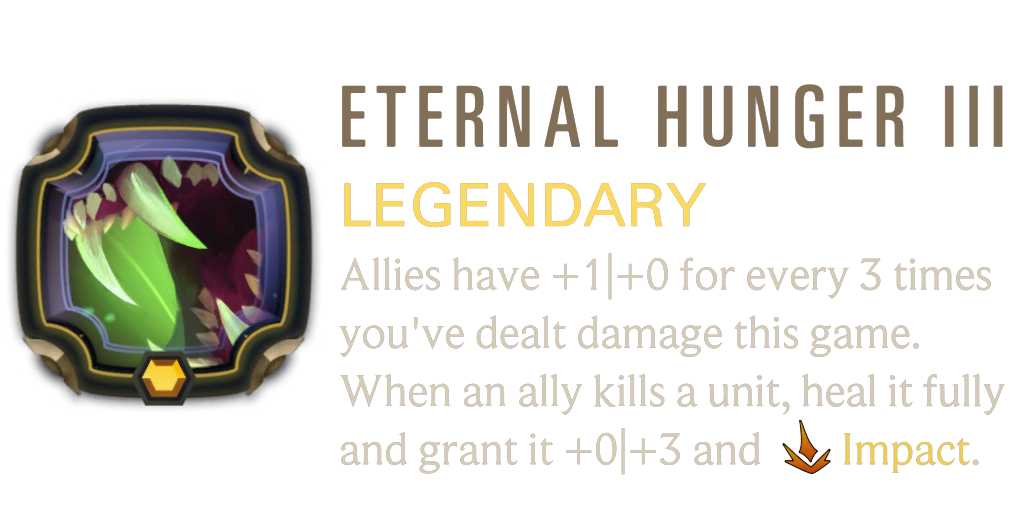 ETERNAL HUNGER III
LEGENDARY
Allies have +1|+0 for every 3 times
you've dealt damage this game.
When an ally kills a unit, heal it fully
and grant it +0|+3 and Impact.